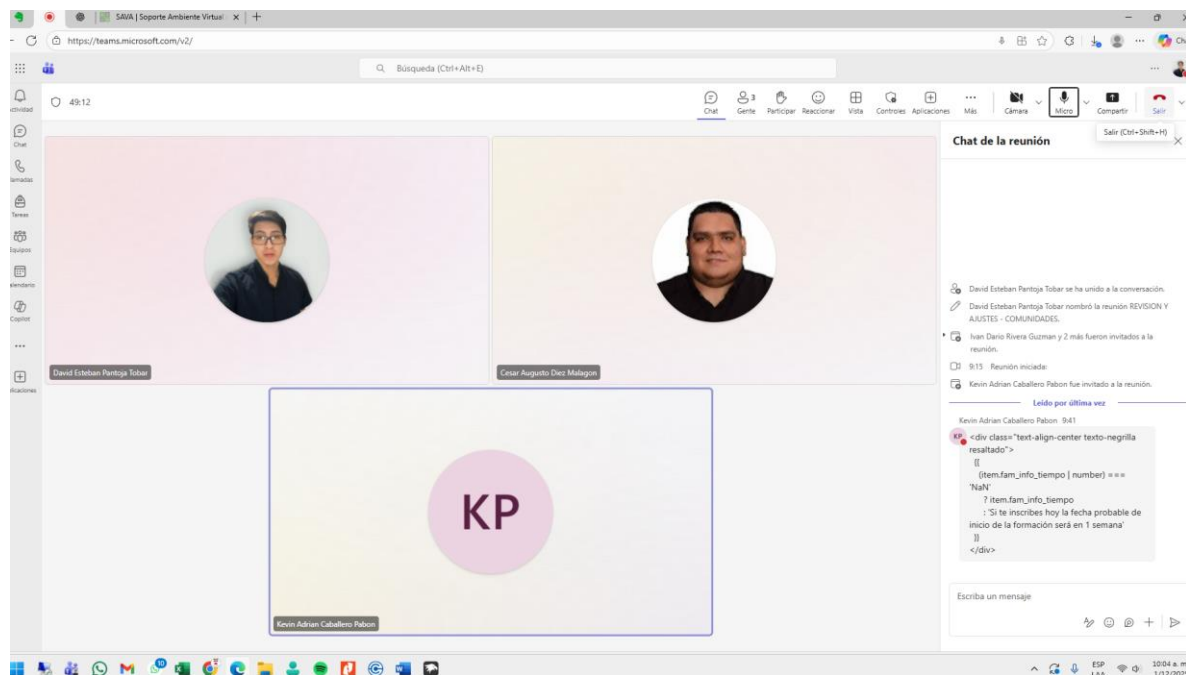 SAVA | Soporte Ambiente Virtual
https://teams.microsoft.com/v2/
Búsqueda (Ctrl+Alt+E)
49:12
Chat
3
Gente
Participar
Reaccionar
Vista
Controles
Aplicaciones
Más
Cámara
Micro
Compartir
Salir
Salir (Ctrl+Shift+H)
Chat
Tareas
Copilot
David Esteban Pantoja Tobar
Cesar Augusto Diez Malagon
KP
Kevin Adrian Caballero Pabon
Chat de la reunión
David Esteban Pantoja Tobar se ha unido a la conversación.
David Esteban Pantoja Tobar nombró la reunión REVISION Y
AJUSTES - COMUNIDADES.
Ivan Dario Rivera Guzman y 2 más fueron invitados a la
reunión.
9:15 Reunión iniciada:
Kevin Adrian Caballero Pabon fue invitado a la reunión.
Leído por última vez
Kevin Adrian Caballero Pabon 9:41
KP
<div class="text-align-center texto-negrilla
resaltado">
{{
(item.fam_info_tiempo | number) ===
'NaN'
? item.fam_info_tiempo
: 'Si te inscribes hoy la fecha probable de
inicio de la formación será en 1 semana'
}}
</div>
Escriba un mensaje
ESP
10:04 a. m